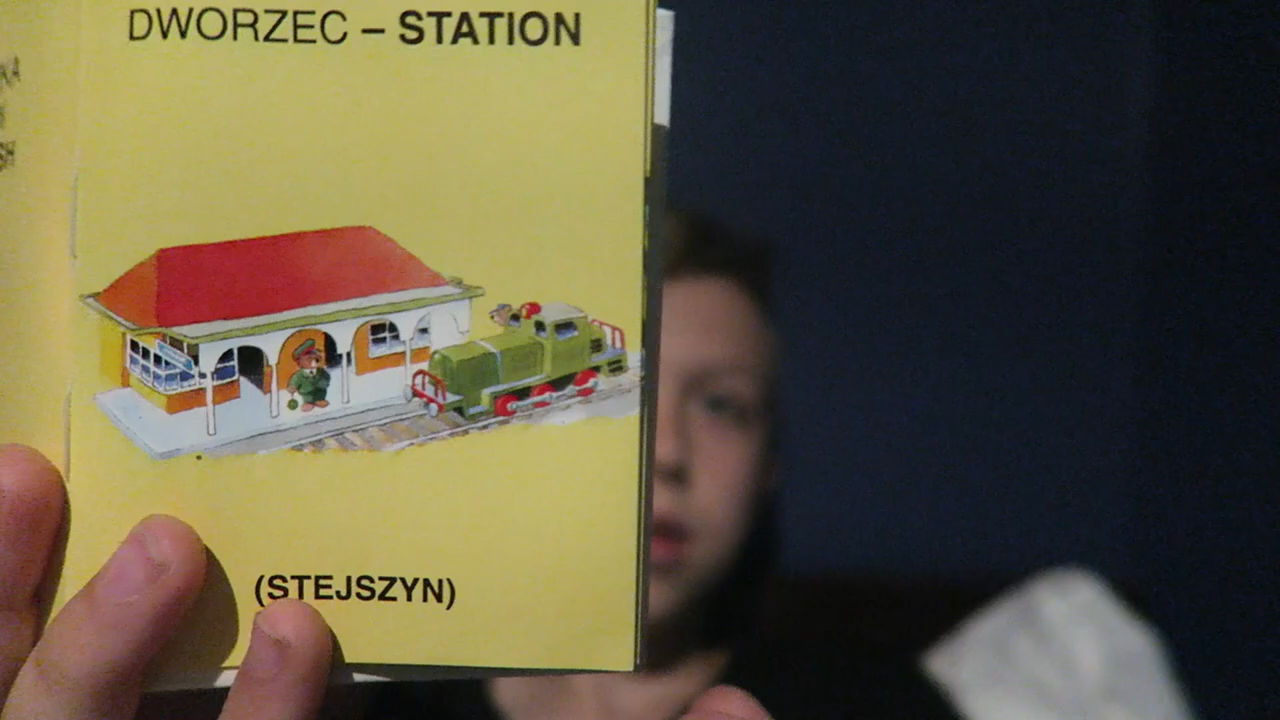 DWORZEC – STATION
(STEJSZYN)